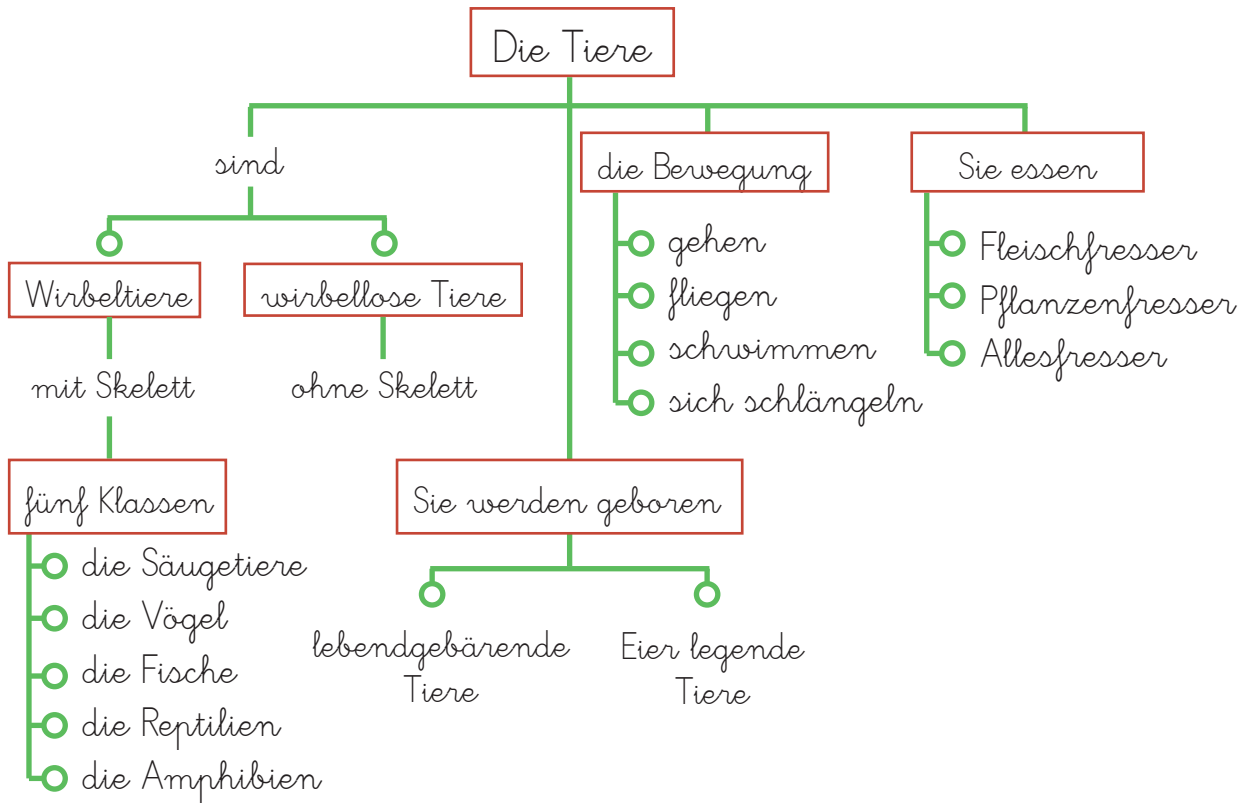 Die Tiere
sind
Wirbeltiere
mit Skelett
fünf Klassen
die Säugetiere
die Vögel
die Fische
die Reptilien
die Amphibien
wirbellose Tiere
ohne Skelett
Sie werden geboren
lebendgebärende
Tiere
Eier legende
Tiere
die Bewegung
gehen
fliegen
schwimmen
sich schlängeln
Sie essen
Fleischfresser
Pflanzenfresser
Allesfresser